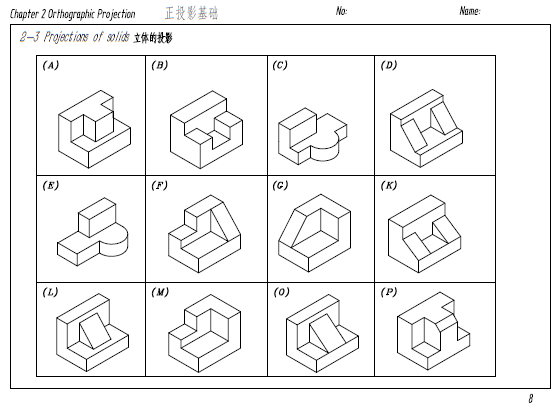 Chapter 2 Orthographic Projection 正投影基础 No: Name:
2-3 Projections of solids 立体的投影
(A) (B) (C) (D)
(E) (F) (G) (K)
(L) (M) (O) (P)
8